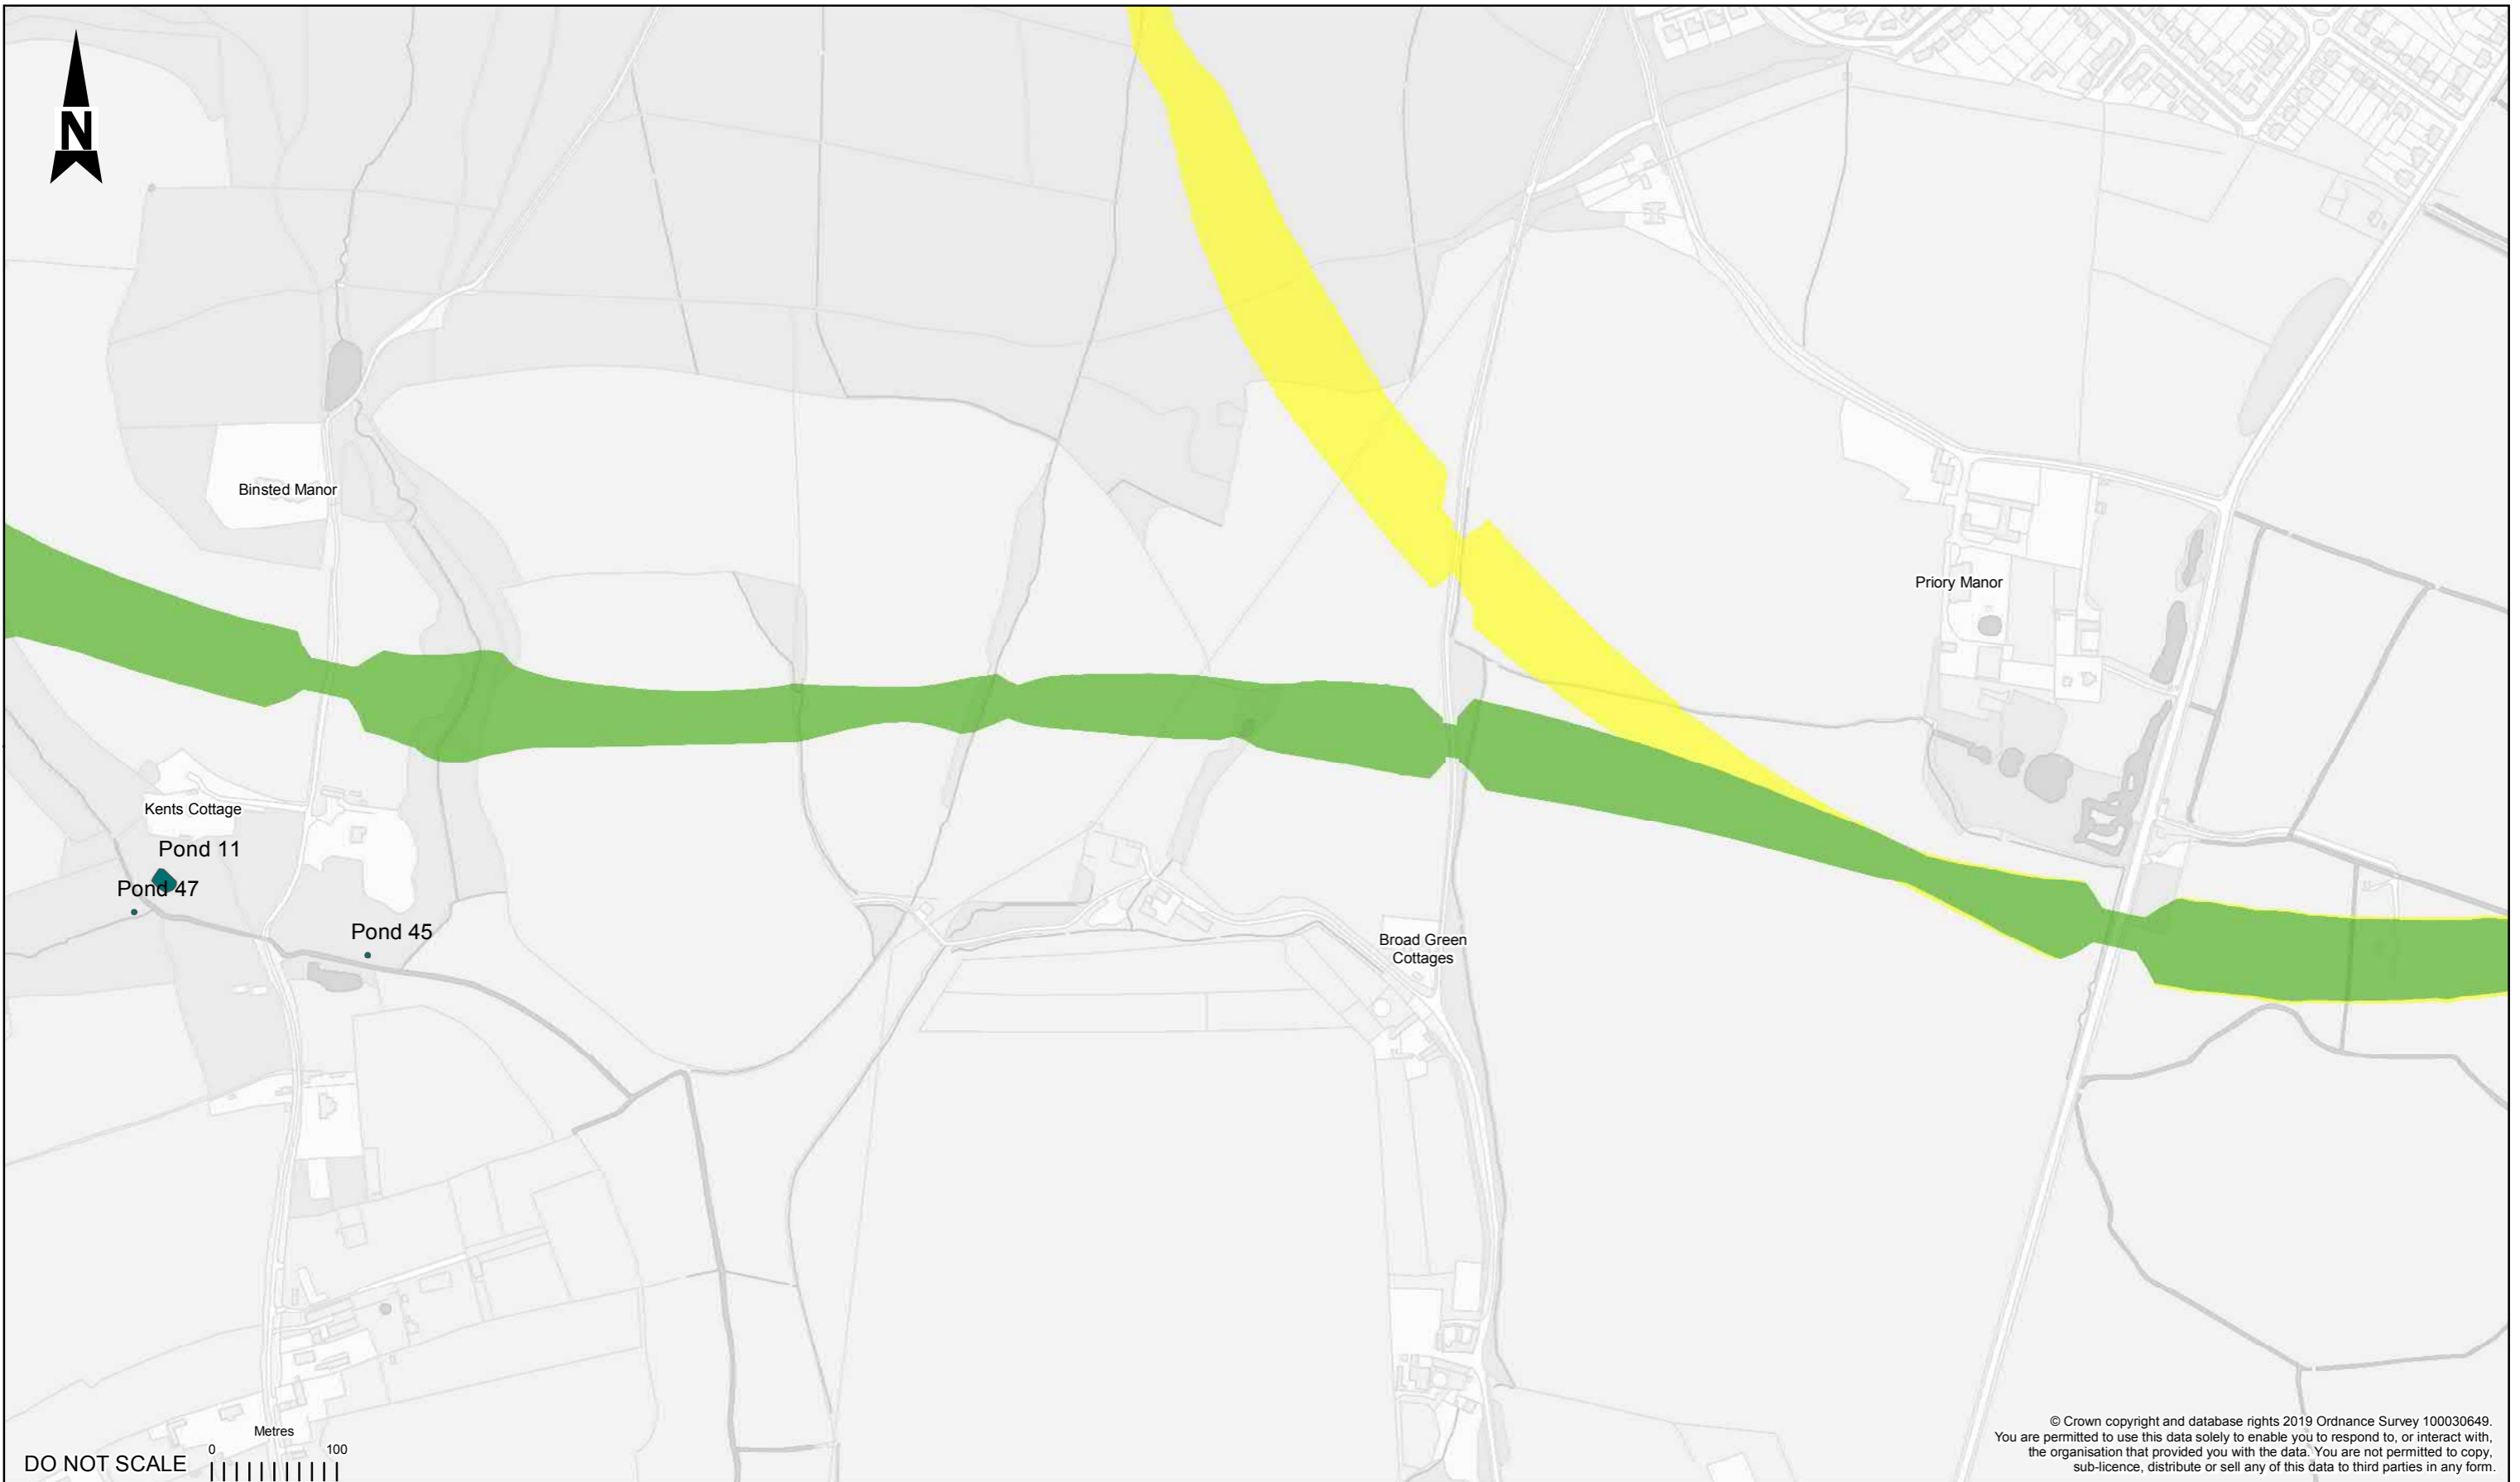 N
Binsted Manor
Priory Manor
Kents Cottage
Pond 11
Pond 47
Pond 45
Broad Green
Cottages
Metres
0 100
DO NOT SCALE
© Crown copyright and database rights 2019 Ordnance Survey 100030649.
You are permitted to use this data solely to enable you to respond to, or interact with,
the organisation that provided you with the data. You are not permitted to copy,
sub-licence, distribute or sell any of this data to third parties in any form.